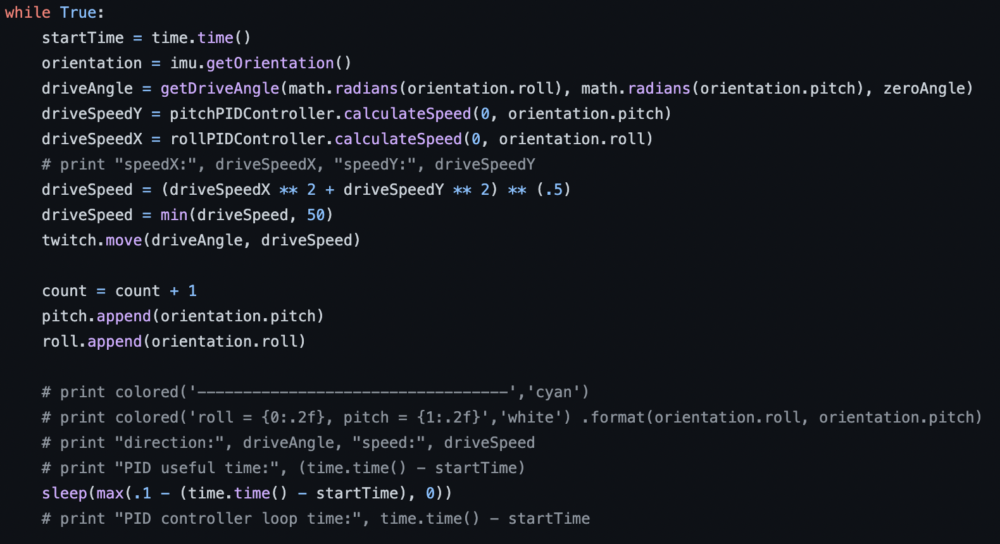 while True:
    startTime = time.time()
    orientation = imu.getOrientation()
    driveAngle = getDriveAngle(math.radians(orientation.roll), math.radians(orientation.pitch), zeroAngle)
    driveSpeedY = pitchPIDController.calculateSpeed(0, orientation.pitch)
    driveSpeedX = rollPIDController.calculateSpeed(0, orientation.roll)
    # print "speedX:", driveSpeedX, "speedY:", driveSpeedY
    driveSpeed = (driveSpeedX ** 2 + driveSpeedY ** 2) ** (.5)
    driveSpeed = min(driveSpeed, 50)
    twitch.move(driveAngle, driveSpeed)

    count = count + 1
    pitch.append(orientation.pitch)
    roll.append(orientation.roll)

    # print colored('----------------------------------','cyan')
    # print colored('roll = {0:.2f}, pitch = {1:.2f}','white') .format(orientation.roll, orientation.pitch)
    # print "direction:", driveAngle, "speed:", driveSpeed
    # print "PID useful time:", (time.time() - startTime)
    sleep(max(.1 - (time.time() - startTime), 0))
    # print "PID controller loop time:", time.time() - startTime